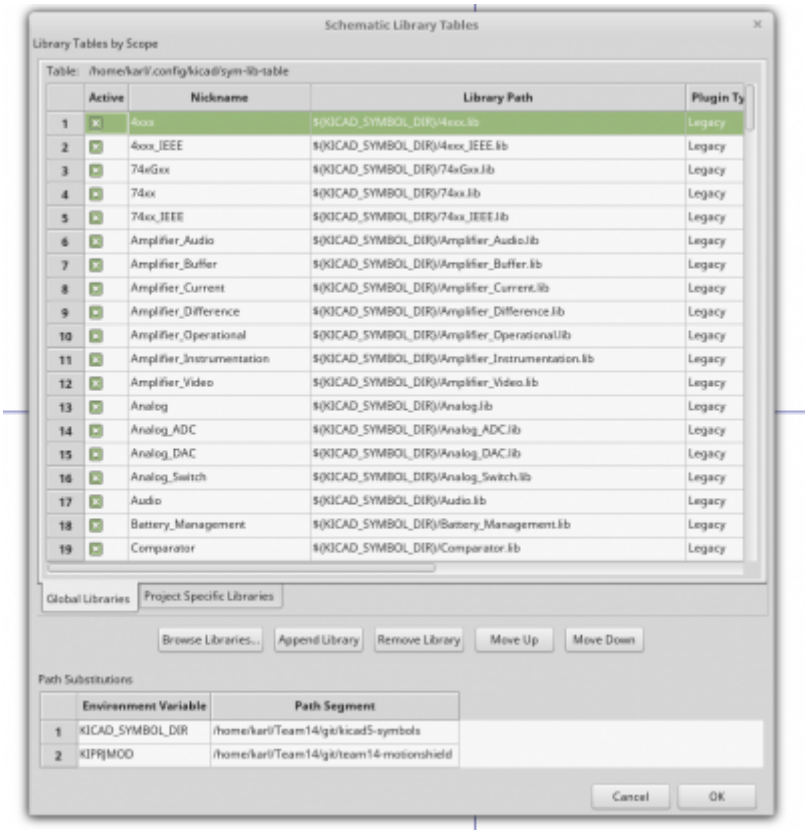 Schematic Library Tables
Library Tables by Scope
Table: /home/karl/.config/kicad/sym-lib-table
Active Nickname Library Path Plugin Ty
1 4xxx ${KICAD_SYMBOL_DIR}/4xxx.lib Legacy
2 4xxx_IEEE ${KICAD_SYMBOL_DIR}/4xxx_IEEE.lib Legacy
3 74xGxx ${KICAD_SYMBOL_DIR}/74xGxx.lib Legacy
4 74xx ${KICAD_SYMBOL_DIR}/74xx.lib Legacy
5 74xx_IEEE ${KICAD_SYMBOL_DIR}/74xx_IEEE.lib Legacy
6 Amplifier_Audio ${KICAD_SYMBOL_DIR}/Amplifier_Audio.lib Legacy
7 Amplifier_Buffer ${KICAD_SYMBOL_DIR}/Amplifier_Buffer.lib Legacy
8 Amplifier_Current ${KICAD_SYMBOL_DIR}/Amplifier_Current.lib Legacy
9 Amplifier_Difference ${KICAD_SYMBOL_DIR}/Amplifier_Difference.lib Legacy
10 Amplifier_Operational ${KICAD_SYMBOL_DIR}/Amplifier_Operational.lib Legacy
11 Amplifier_Instrumentation ${KICAD_SYMBOL_DIR}/Amplifier_Instrumentation.lib Legacy
12 Amplifier_Video ${KICAD_SYMBOL_DIR}/Amplifier_Video.lib Legacy
13 Analog ${KICAD_SYMBOL_DIR}/Analog.lib Legacy
14 Analog_ADC ${KICAD_SYMBOL_DIR}/Analog_ADC.lib Legacy
15 Analog_DAC ${KICAD_SYMBOL_DIR}/Analog_DAC.lib Legacy
16 Analog_Switch ${KICAD_SYMBOL_DIR}/Analog_Switch.lib Legacy
17 Audio ${KICAD_SYMBOL_DIR}/Audio.lib Legacy
18 Battery_Management ${KICAD_SYMBOL_DIR}/Battery_Management.lib Legacy
19 Comparator ${KICAD_SYMBOL_DIR}/Comparator.lib Legacy
Global Libraries Project Specific Libraries
Browse Libraries... Append Library Remove Library Move Up Move Down
Path Substitutions
Environment Variable Path Segment
1 KICAD_SYMBOL_DIR /home/karl/Team14/git/kicad5-symbols
2 KIPRJMOD /home/karl/Team14/git/team14-motionshield
Cancel OK